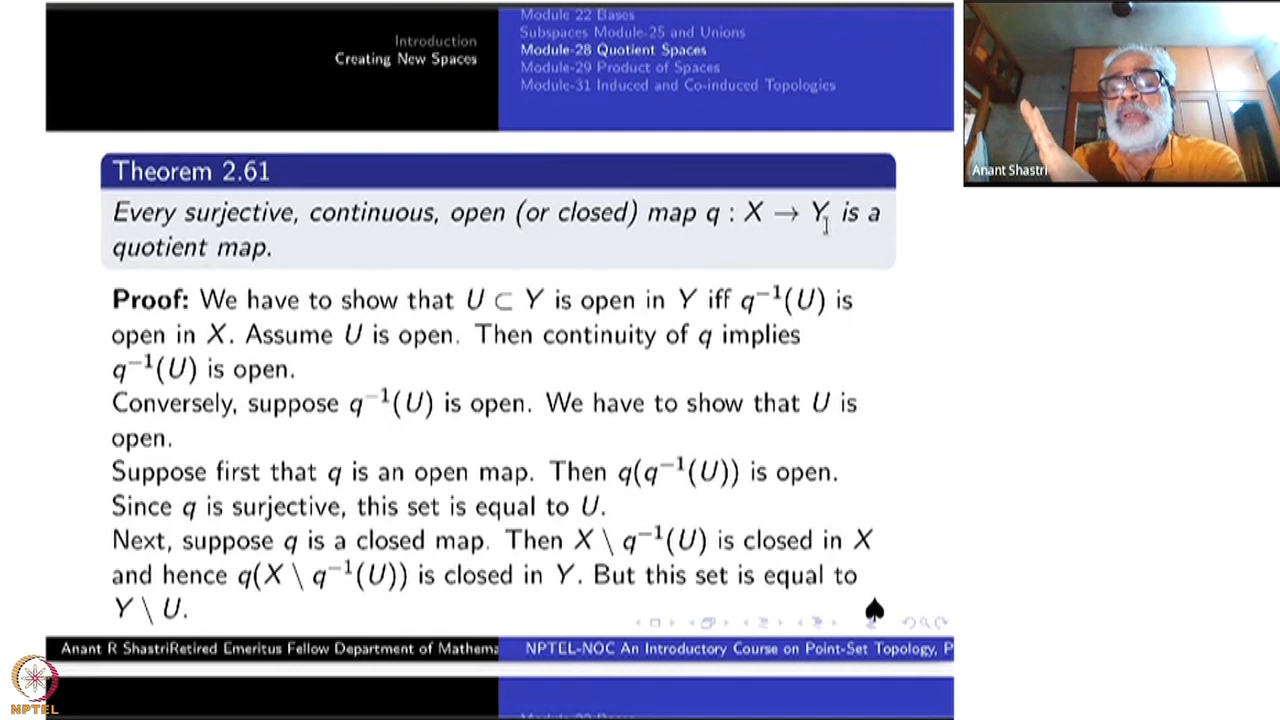 Introduction
Creating New Spaces
Module 22 Bases
Subspaces Module-25 and Unions
Module-28 Quotient Spaces
Module-29 Product of Spaces
Module-31 Induced and Co-induced Topologies
Theorem 2.61
Every surjective, continuous, open (or closed) map q : X → Y is a
quotient map.
Proof: We have to show that U ⊂ Y is open in Y iff q⁻¹(U) is
open in X. Assume U is open. Then continuity of q implies
q⁻¹(U) is open.
Conversely, suppose q⁻¹(U) is open. We have to show that U is
open.
Suppose first that q is an open map. Then q(q⁻¹(U)) is open.
Since q is surjective, this set is equal to U.
Next, suppose q is a closed map. Then X \ q⁻¹(U) is closed in X
and hence q(X \ q⁻¹(U)) is closed in Y. But this set is equal to
Y \ U. ♠
Anant R ShastriRetired Emeritus Fellow Department of Mathema
NPTEL-NOC An Introductory Course on Point-Set Topology, P
Anant Shastri
NPTEL